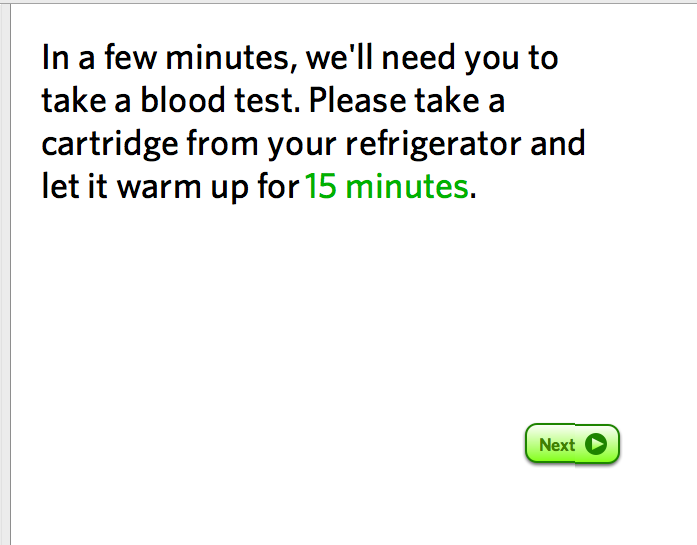 In a few minutes, we'll need you to
take a blood test. Please take a
cartridge from your refrigerator and
let it warm up for 15 minutes.
Next